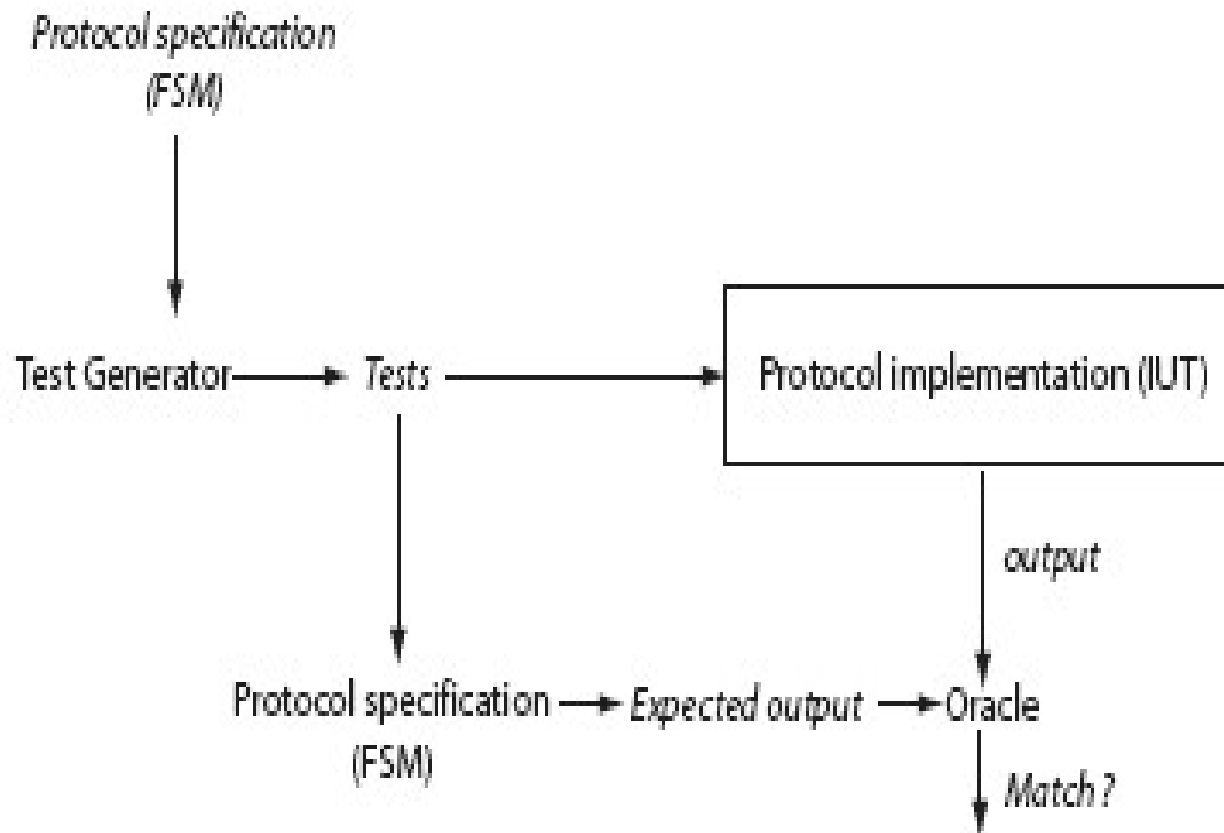 Protocol specification
(FSM)
Test Generator
Tests
Protocol implementation (IUT)
output
Protocol specification
(FSM)
Expected output
Oracle
Match?